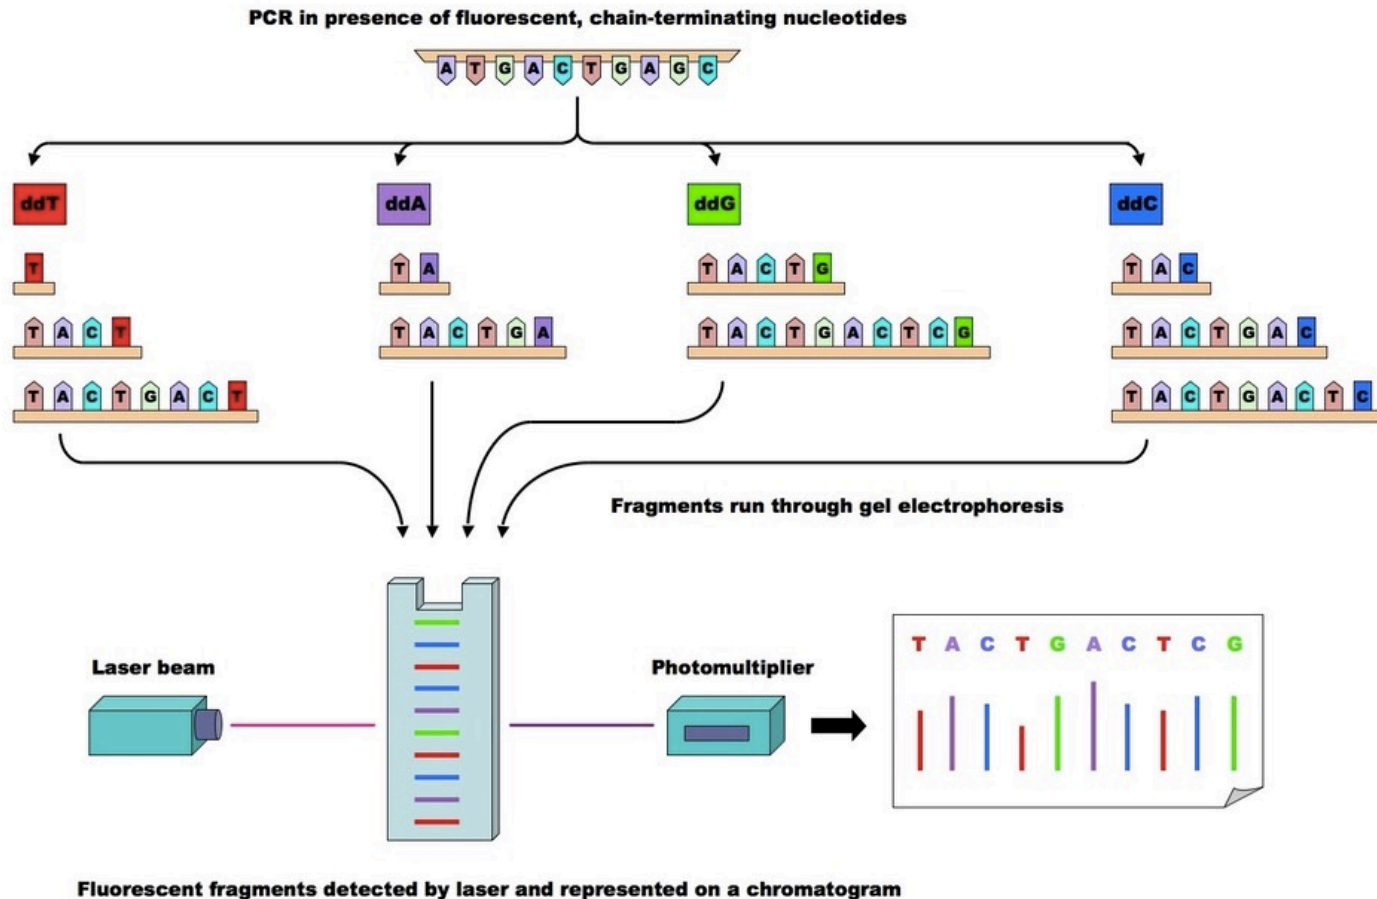 PCR in presence of fluorescent, chain-terminating nucleotides
A T G A C T G A G C
ddT ddA ddG ddC
T
T A
T A C T G
T A C
T A C T
T A C T G A
T A C T G A C T C G
T A C T G A C
T A C T G A C T
T A C T G A C T C
Fragments run through gel electrophoresis
Laser beam
Photomultiplier
T A C T G A C T C G
Fluorescent fragments detected by laser and represented on a chromatogram